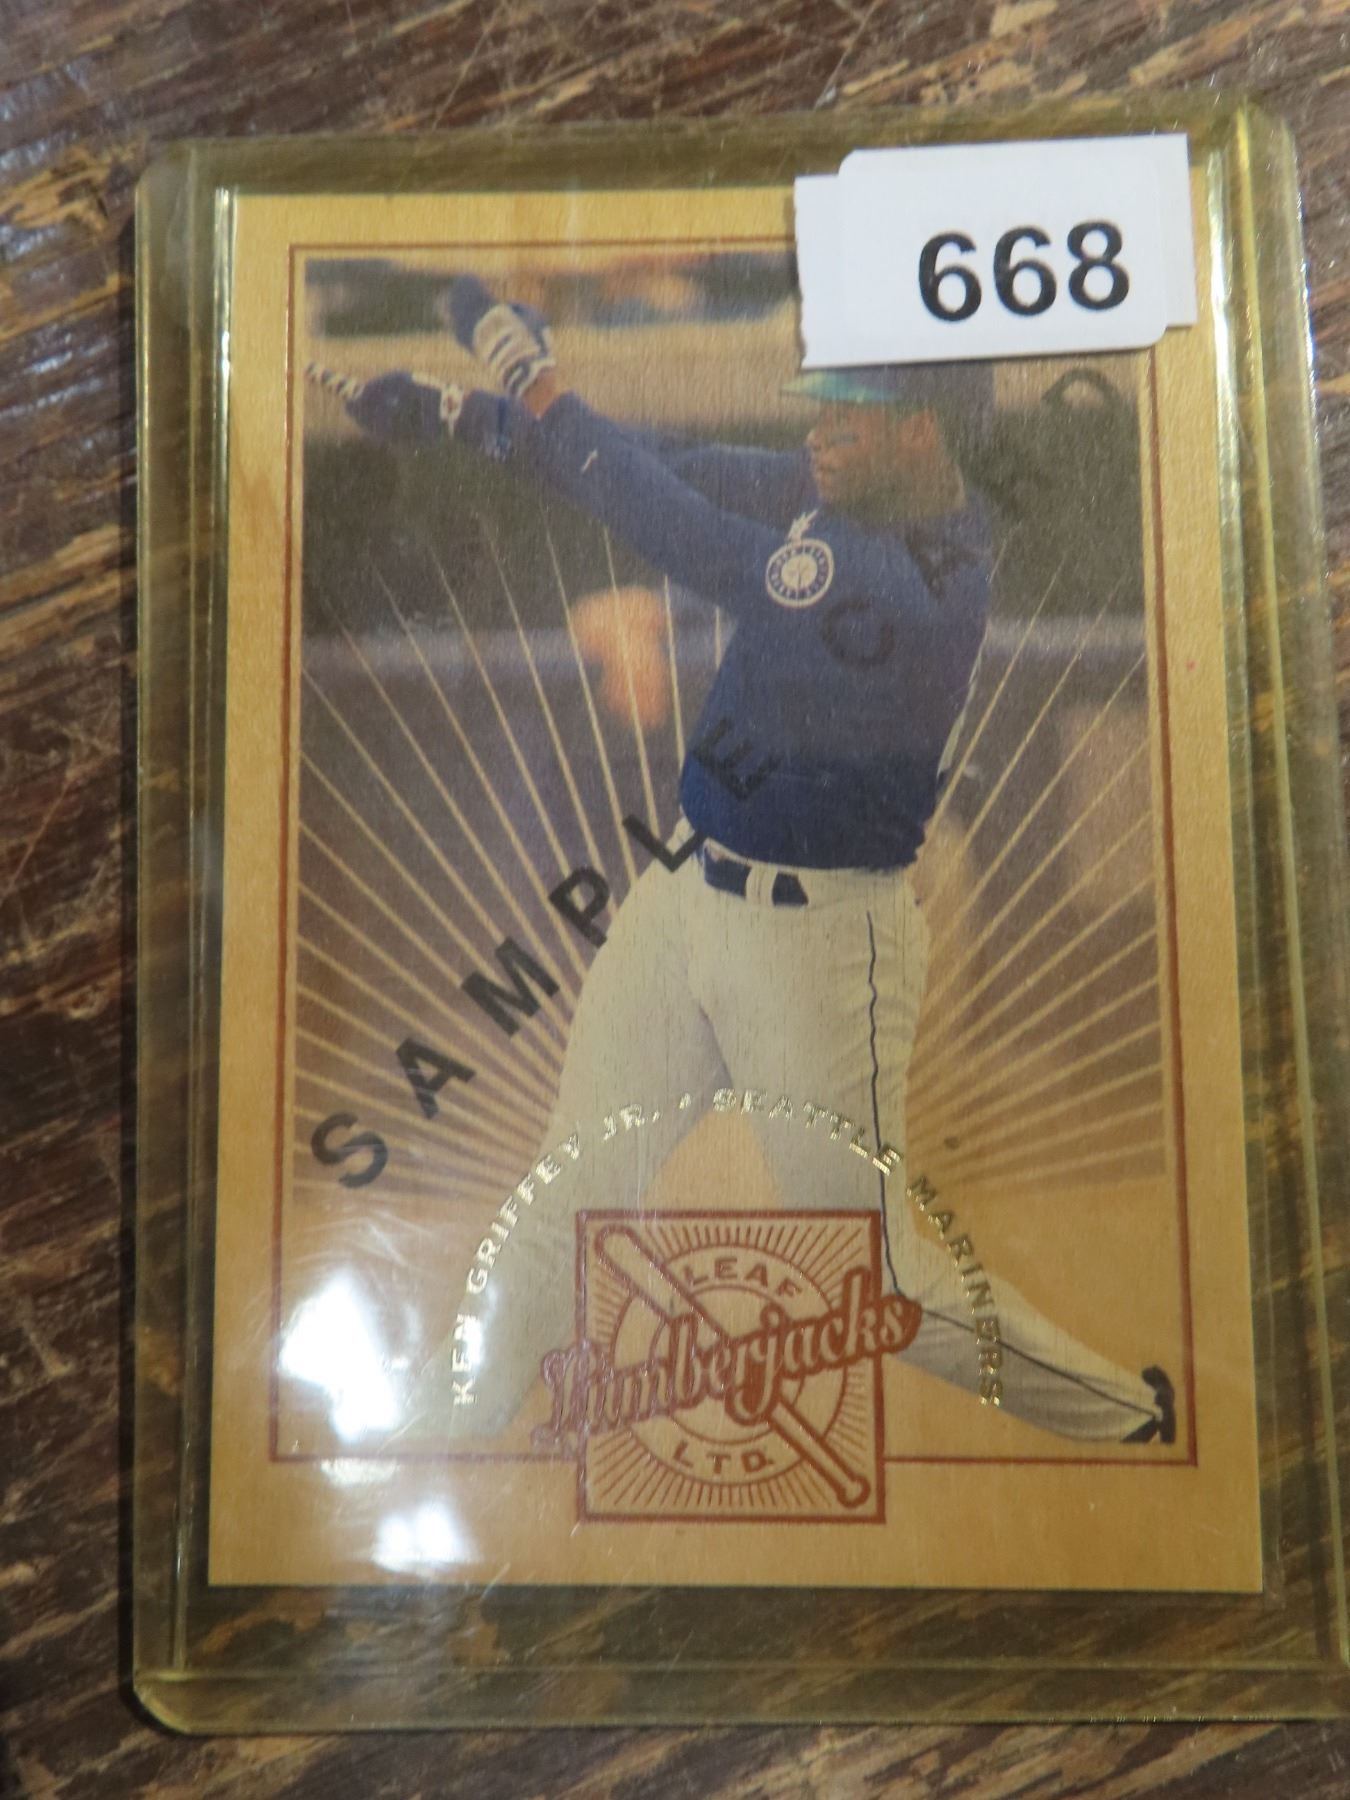 668
SAMPLE CARD
KEN GRIFFEY JR. • SEATTLE MARINERS
LEAF
Lumberjacks
LTD.